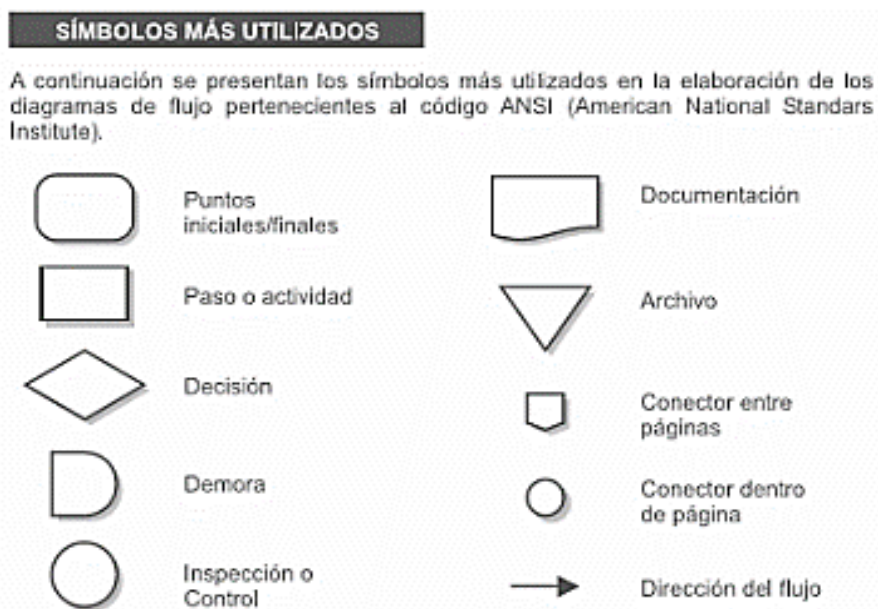 SÍMBOLOS MÁS UTILIZADOS
A continuación se presentan los símbolos más utilizados en la elaboración de los
diagramas de flujo pertenecientes al código ANSI (American National Standars
Institute).
Puntos
iniciales/finales
Paso o actividad
Decisión
Demora
Inspección o
Control
Documentación
Archivo
Conector entre
páginas
Conector dentro
de página
Dirección del flujo